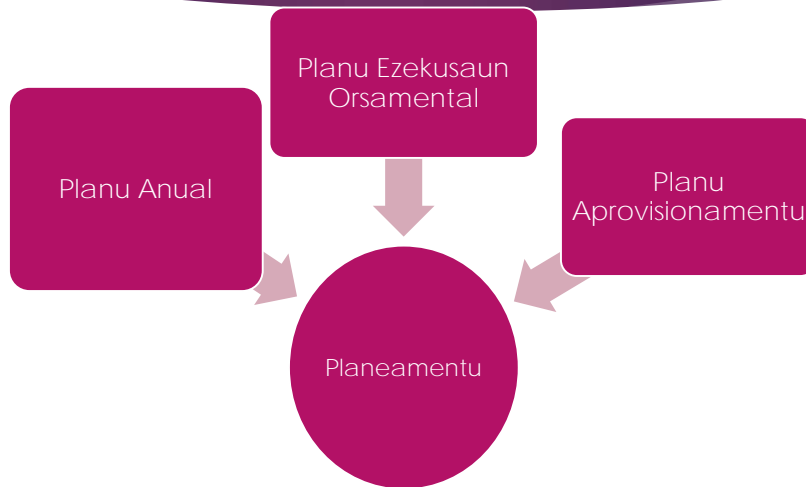 Planu Ezekusaun
Orsamental
Planu Anual
Planu
Aprovisionamentu
Planeamentu